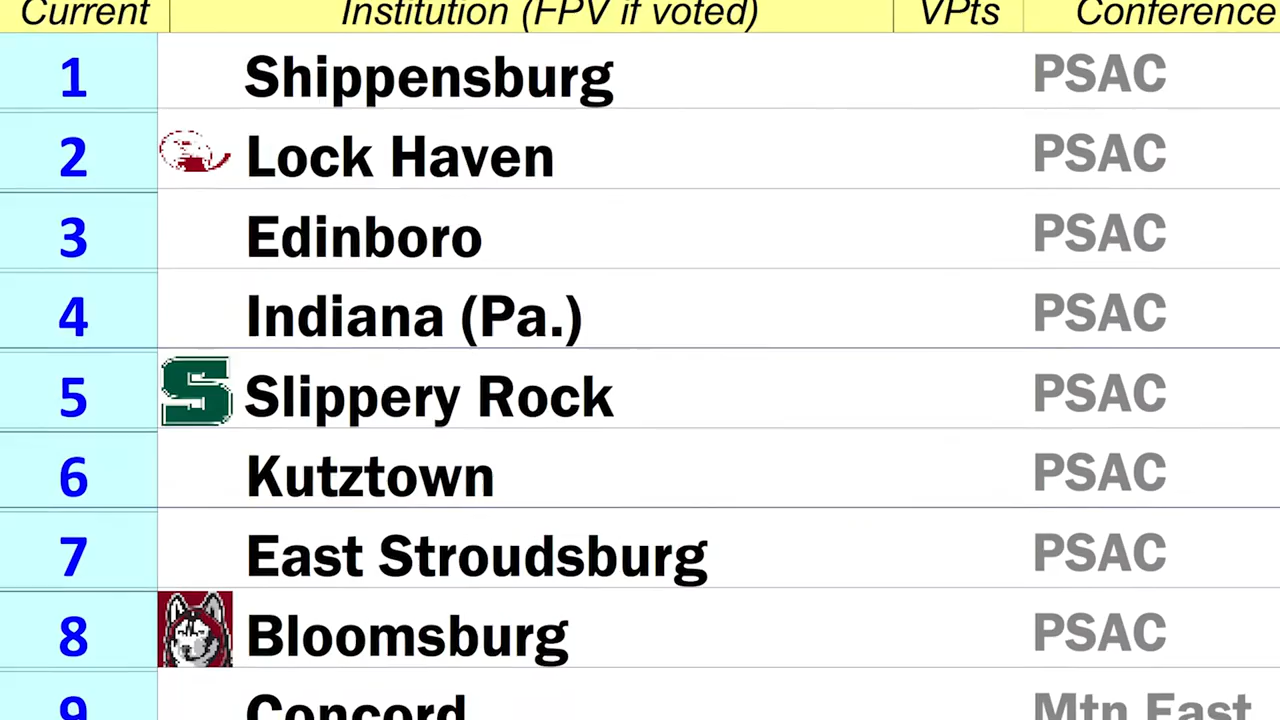 Current Institution (FPV if voted) VPts Conference
1 Shippensburg PSAC
2 Lock Haven PSAC
3 Edinboro PSAC
4 Indiana (Pa.) PSAC
5 S Slippery Rock PSAC
6 Kutztown PSAC
7 East Stroudsburg PSAC
8 Bloomsburg PSAC
9 Concord Mtn East